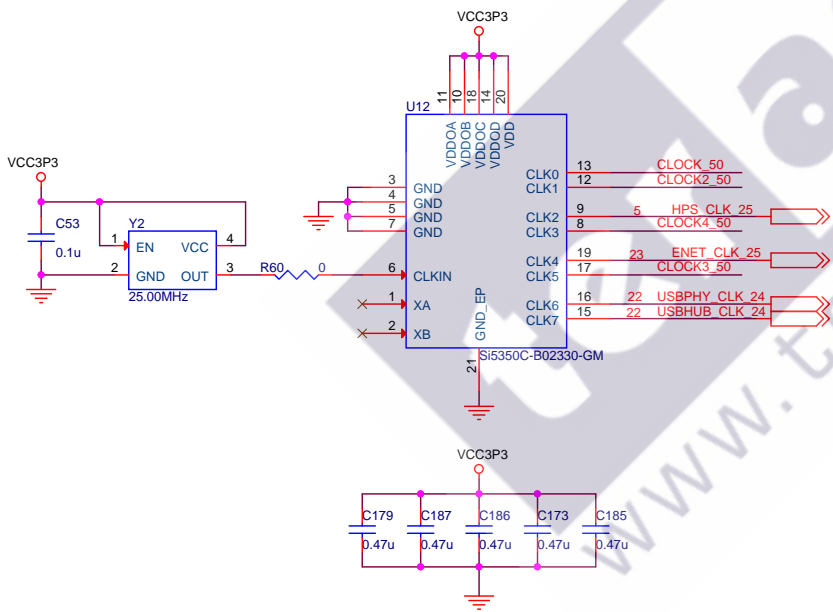 VCC3P3
U12
11
10
18
14
20
VDDOA
VDDOB
VDDOC
VDDOD
VDD
VCC3P3
C53
0.1u
Y2
1
EN
VCC
4
2
GND
OUT
3
25.00MHz
R60
0
3
GND
4
GND
5
GND
7
GND
6
CLKIN
1
XA
2
XB
GND_EP
21
CLK0
13
CLOCK_50
CLK1
12
CLOCK2_50
CLK2
9
5
HPS_CLK_25
CLK3
8
CLOCK4_50
CLK4
19
23
ENET_CLK_25
CLK5
17
CLOCK3_50
CLK6
16
22
USBPHY_CLK_24
CLK7
15
22
USBHUB_CLK_24
Si5350C-B02330-GM
VCC3P3
C179
C187
C186
C173
C185
0.47u
0.47u
0.47u
0.47u
0.47u
tera
www.t